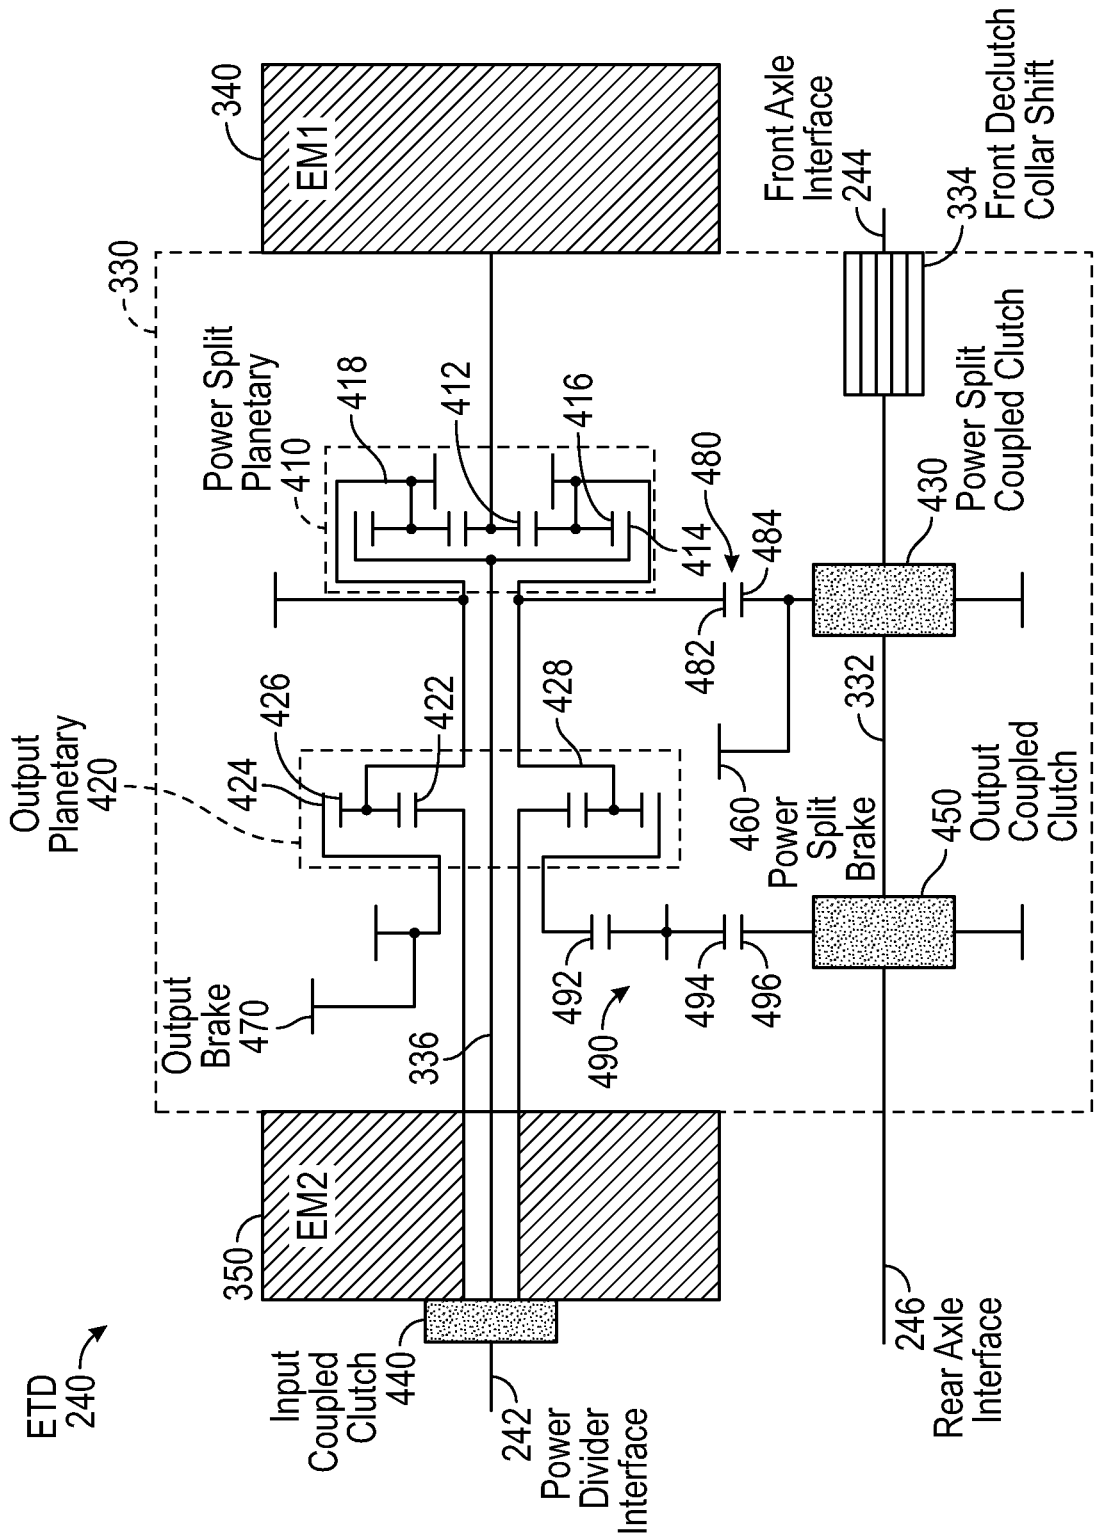 ETD
240
350
EM2
Input
Coupled
Clutch
440
242
Power
Divider
Interface
246
Rear Axle
Interface
Output
Brake
470
336
492
490
494
496
Output
Planetary
420
424
426
422
428
450
Output
Coupled
Clutch
460
Power
Split
Brake
332
482
484
480
430
Power Split
Coupled Clutch
Power Split
Planetary
410
418
412
416
414
330
340
EM1
Front Axle
Interface
244
334
Front Declutch
Collar Shift